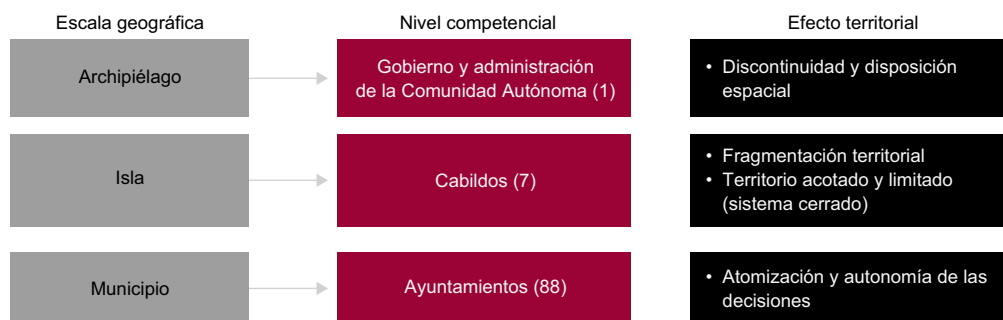 Escala geográfica
Nivel competencial
Efecto territorial
Archipiélago
Gobierno y administración
de la Comunidad Autónoma (1)
• Discontinuidad y disposición
espacial
Isla
Cabildos (7)
• Fragmentación territorial
• Territorio acotado y limitado
(sistema cerrado)
Municipio
Ayuntamientos (88)
• Atomización y autonomía de las
decisiones